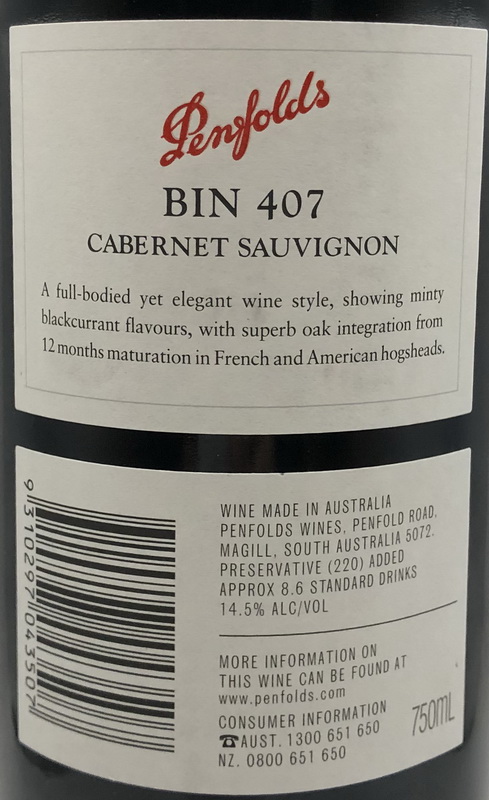 Penfolds
BIN 407
CABERNET SAUVIGNON
A full-bodied yet elegant wine style, showing minty
blackcurrant flavours, with superb oak integration from
12 months maturation in French and American hogsheads.
WINE MADE IN AUSTRALIA
PENFOLDS WINES, PENFOLD ROAD,
MAGILL, SOUTH AUSTRALIA 5072.
PRESERVATIVE (220) ADDED
APPROX 8.6 STANDARD DRINKS
14.5% ALC/VOL
MORE INFORMATION ON
THIS WINE CAN BE FOUND AT
www.penfolds.com
CONSUMER INFORMATION
☎AUST. 1300 651 650
NZ. 0800 651 650
750mL
9310297043507